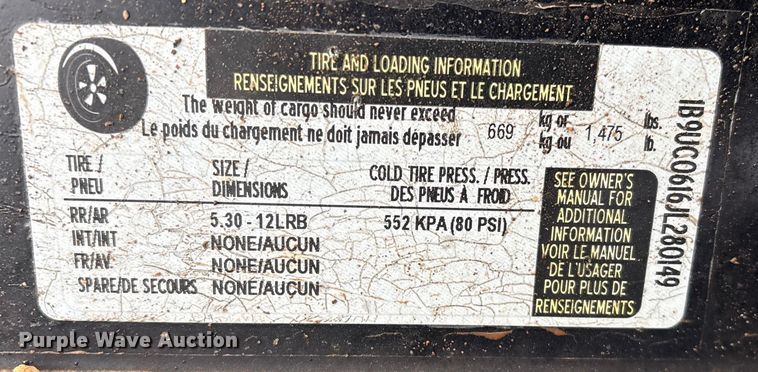 TIRE AND LOADING INFORMATION
RENSEIGNEMENTS SUR LES PNEUS ET LE CHARGEMENT
The weight of cargo should never exceed
Le poids du chargement ne doit jamais dépasser
669
kg or
kg ou
1,475
lbs.
lb.
TIRE / PNEU
SIZE / DIMENSIONS
COLD TIRE PRESS. / PRESS. DES PNEUS À FROID
RR/AR 5.30 - 12LRB 552 KPA (80 PSI)
INT/INT NONE/AUCUN
FR/AV NONE/AUCUN
SPARE/DE SECOURS NONE/AUCUN
SEE OWNER'S
MANUAL FOR
ADDITIONAL
INFORMATION
VOIR LE MANUEL
DE L'USAGER
POUR PLUS DE
RENSEIGNEMENTS
1B9UC0616JL280149
Purple Wave Auction